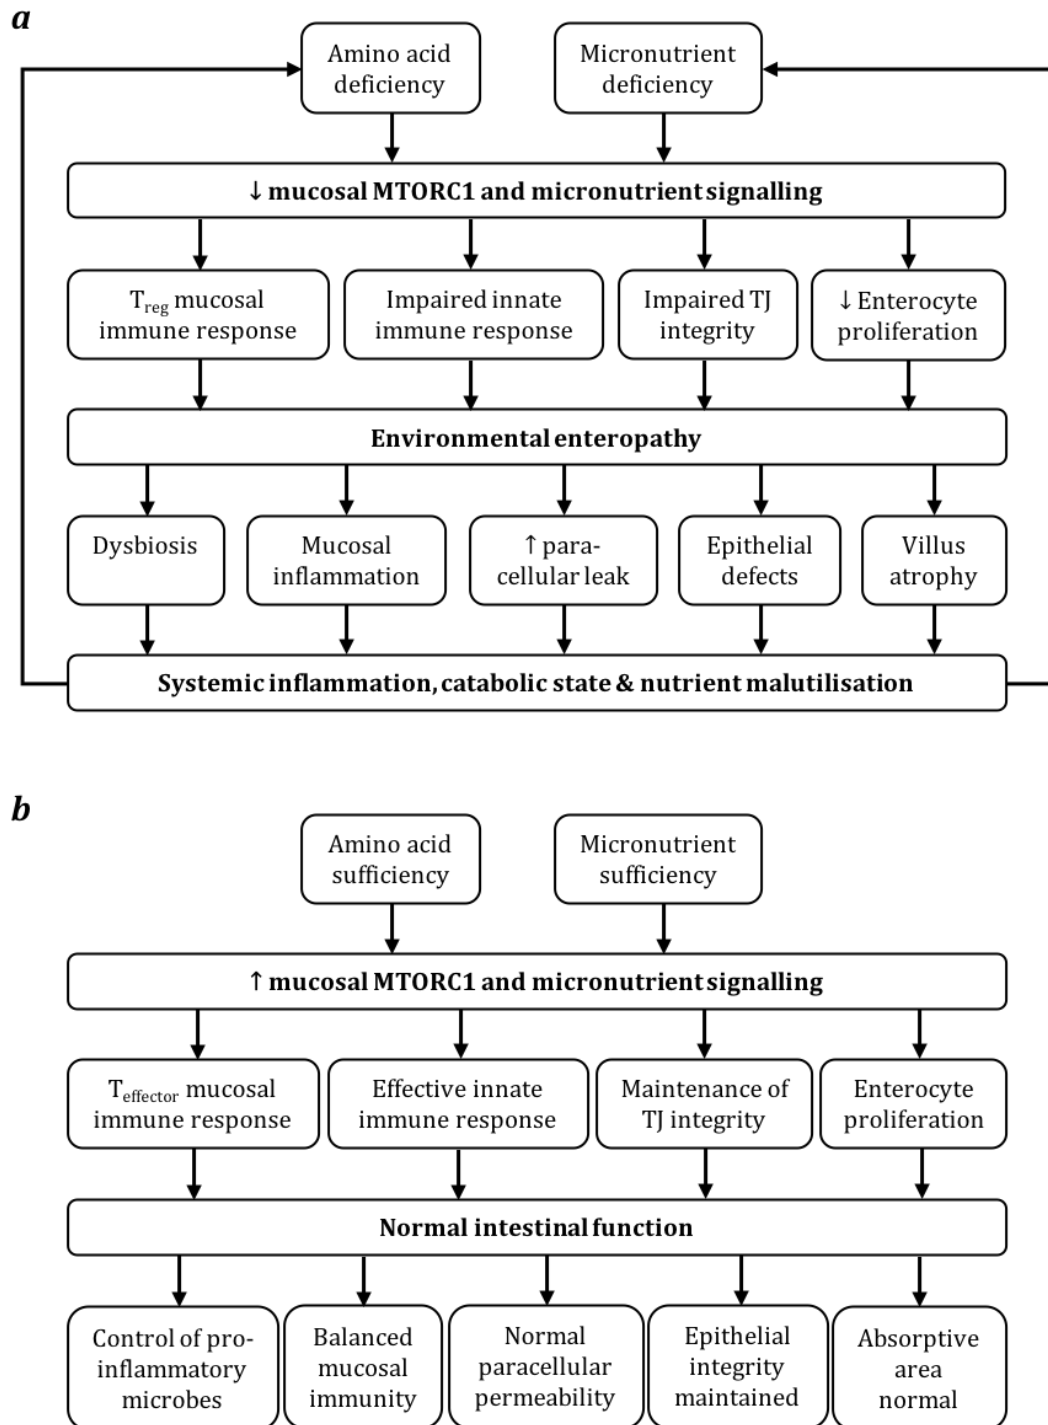 a
Amino acid
deficiency
Micronutrient
deficiency
↓ mucosal MTORC1 and micronutrient signalling
Treg mucosal
immune response
Impaired innate
immune response
Impaired TJ
integrity
↓ Enterocyte
proliferation
Environmental enteropathy
Dysbiosis
Mucosal
inflammation
↑ para-
cellular leak
Epithelial
defects
Villus
atrophy
Systemic inflammation, catabolic state & nutrient malutilisation
b
Amino acid
sufficiency
Micronutrient
sufficiency
↑ mucosal MTORC1 and micronutrient signalling
Teffector mucosal
immune response
Effective innate
immune response
Maintenance of
TJ integrity
Enterocyte
proliferation
Normal intestinal function
Control of pro-
inflammatory
microbes
Balanced
mucosal
immunity
Normal
paracellular
permeability
Epithelial
integrity
maintained
Absorptive
area
normal